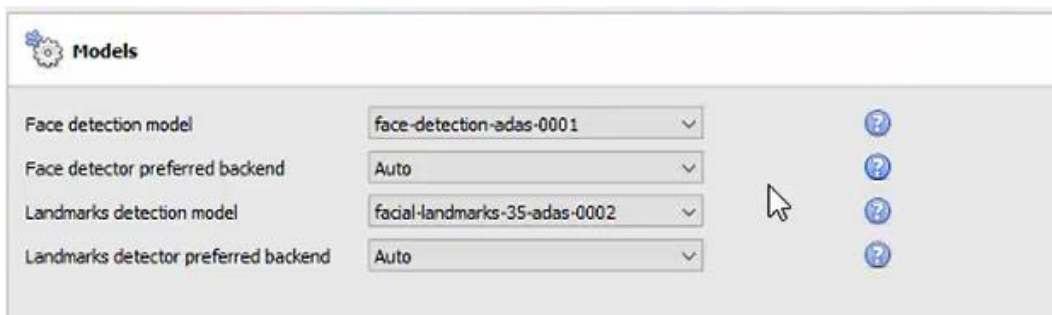 Models
Face detection model face-detection-adas-0001
Face detector preferred backend Auto
Landmarks detection model facial-landmarks-35-adas-0002
Landmarks detector preferred backend Auto